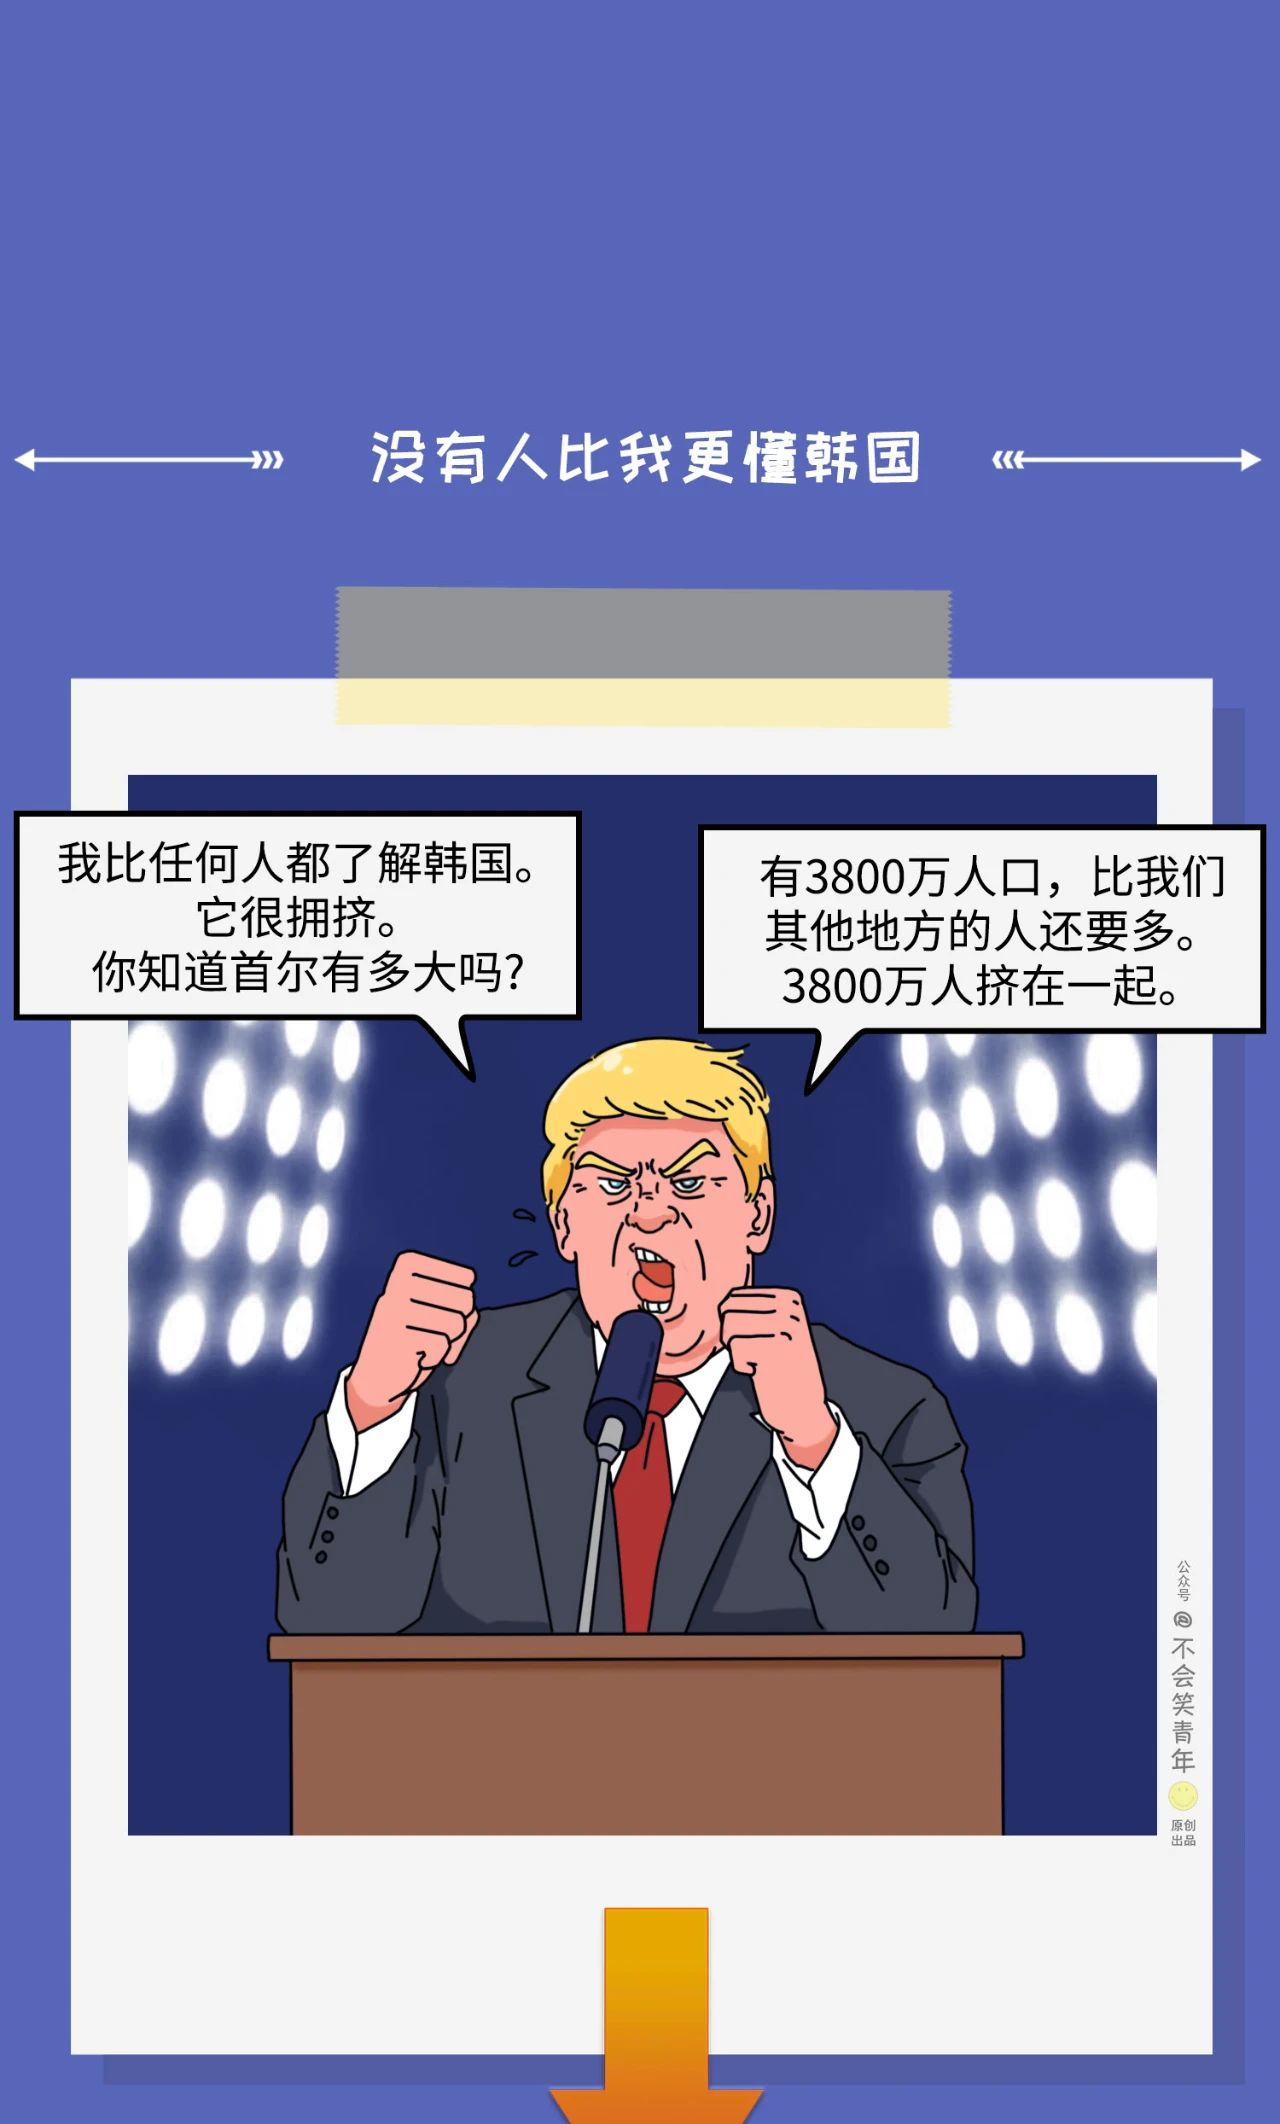 没有人比我更懂韩国
我比任何人都了解韩国。
它很拥挤。
你知道首尔有多大吗?
有3800万人口，比我们
其他地方的人还要多。
3800万人挤在一起。
公众号
@不会笑青年
原创
出品